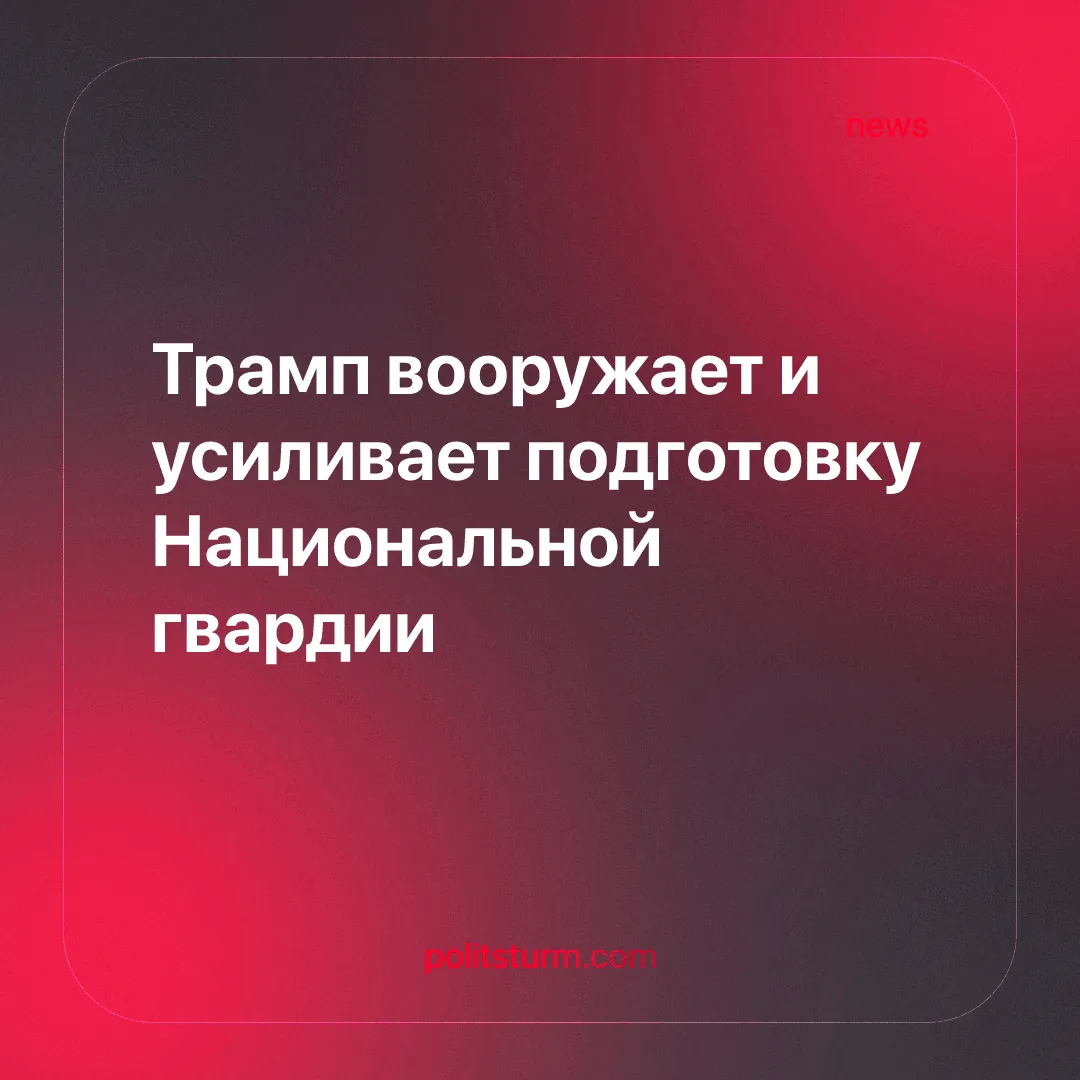 news
Трамп вооружает и
усиливает подготовку
Национальной
гвардии
politsturm.com